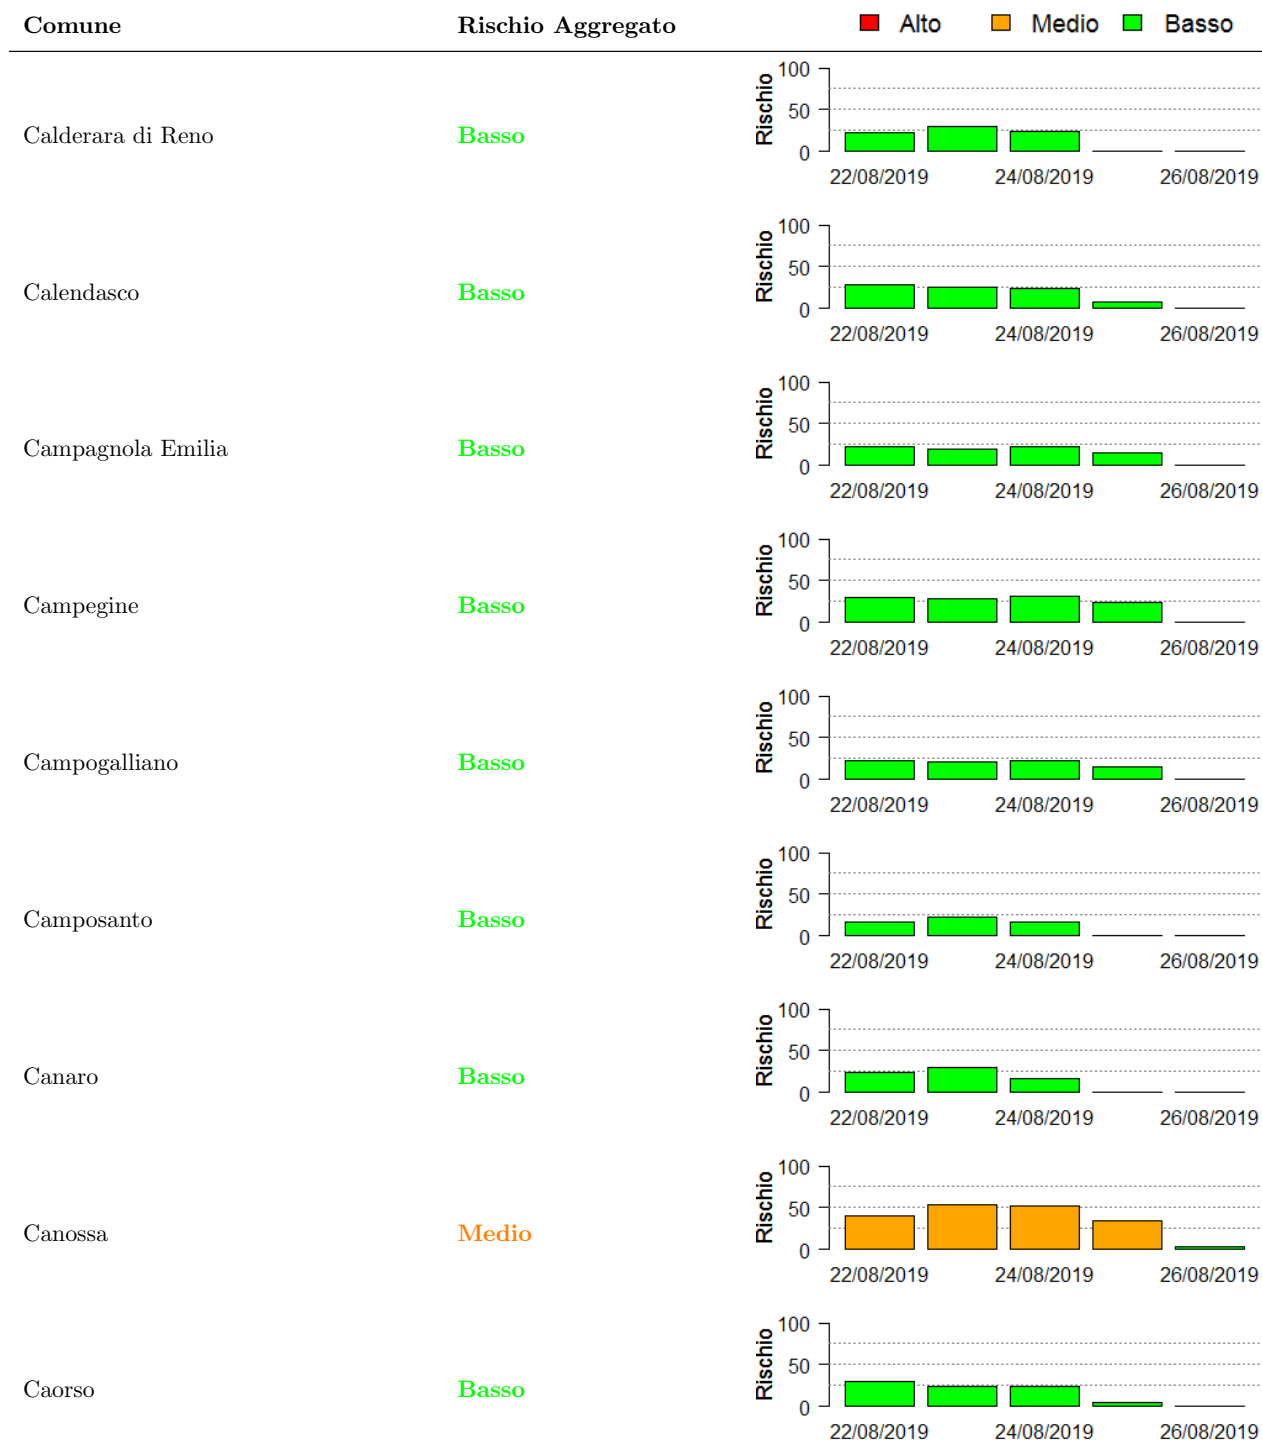 Comune Rischio Aggregato Alto Medio Basso
100
50
0
Rischio
Calderara di Reno Basso
22/08/2019 24/08/2019 26/08/2019
100
50
0
Rischio
Calendasco Basso
22/08/2019 24/08/2019 26/08/2019
100
50
0
Rischio
Campagnola Emilia Basso
22/08/2019 24/08/2019 26/08/2019
100
50
0
Rischio
Campegine Basso
22/08/2019 24/08/2019 26/08/2019
100
50
0
Rischio
Campogalliano Basso
22/08/2019 24/08/2019 26/08/2019
100
50
0
Rischio
Camposanto Basso
22/08/2019 24/08/2019 26/08/2019
100
50
0
Rischio
Canaro Basso
22/08/2019 24/08/2019 26/08/2019
100
50
0
Rischio
Canossa Medio
22/08/2019 24/08/2019 26/08/2019
100
50
0
Rischio
Caorso Basso
22/08/2019 24/08/2019 26/08/2019